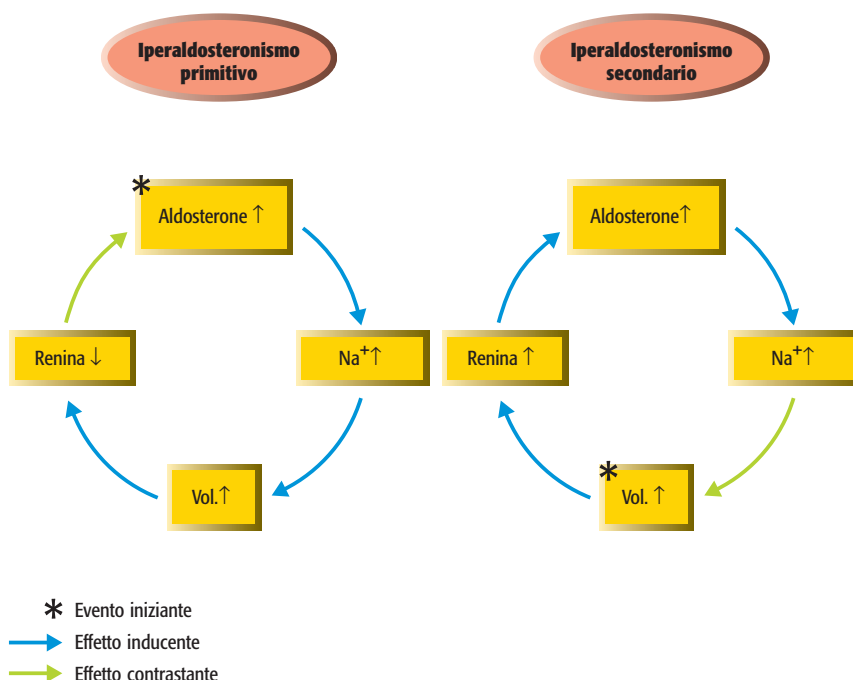 Iperaldosteronismo
primitivo
Iperaldosteronismo
secondario
* Aldosterone ↑
Renina ↓
Na⁺↑
Vol.↑
Aldosterone↑
Renina ↑
Na⁺↑
* Vol. ↑
* Evento iniziante
Effetto inducente
Effetto contrastante